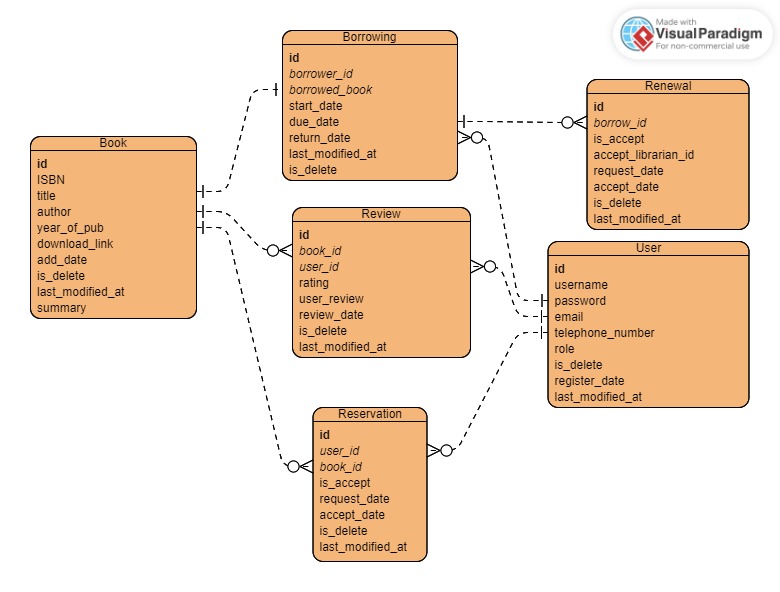 Made with
VisualParadigm
For non-commercial use
Borrowing
id
borrower_id
borrowed_book
start_date
due_date
return_date
last_modified_at
is_delete
Renewal
id
borrow_id
is_accept
accept_librarian_id
request_date
accept_date
is_delete
last_modified_at
Book
id
ISBN
title
author
year_of_pub
download_link
add_date
is_delete
last_modified_at
summary
Review
id
book_id
user_id
rating
user_review
review_date
is_delete
last_modified_at
User
id
username
password
email
telephone_number
role
is_delete
register_date
last_modified_at
Reservation
id
user_id
book_id
is_accept
request_date
accept_date
is_delete
last_modified_at